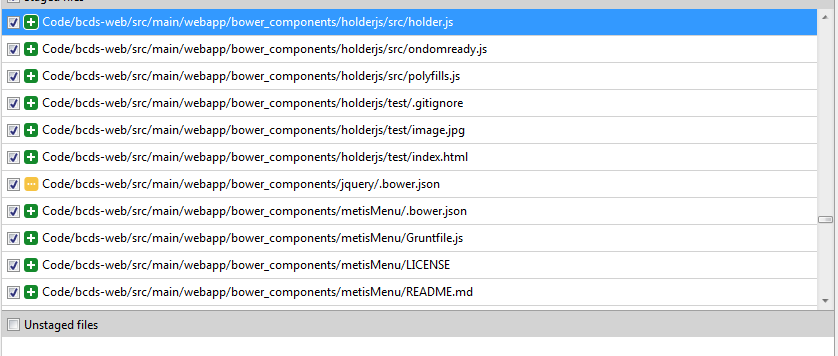 Staged files
Code/bcds-web/src/main/webapp/bower_components/holderjs/src/holder.js
Code/bcds-web/src/main/webapp/bower_components/holderjs/src/ondomready.js
Code/bcds-web/src/main/webapp/bower_components/holderjs/src/polyfills.js
Code/bcds-web/src/main/webapp/bower_components/holderjs/test/.gitignore
Code/bcds-web/src/main/webapp/bower_components/holderjs/test/image.jpg
Code/bcds-web/src/main/webapp/bower_components/holderjs/test/index.html
Code/bcds-web/src/main/webapp/bower_components/jquery/.bower.json
Code/bcds-web/src/main/webapp/bower_components/metisMenu/.bower.json
Code/bcds-web/src/main/webapp/bower_components/metisMenu/Gruntfile.js
Code/bcds-web/src/main/webapp/bower_components/metisMenu/LICENSE
Code/bcds-web/src/main/webapp/bower_components/metisMenu/README.md
Unstaged files